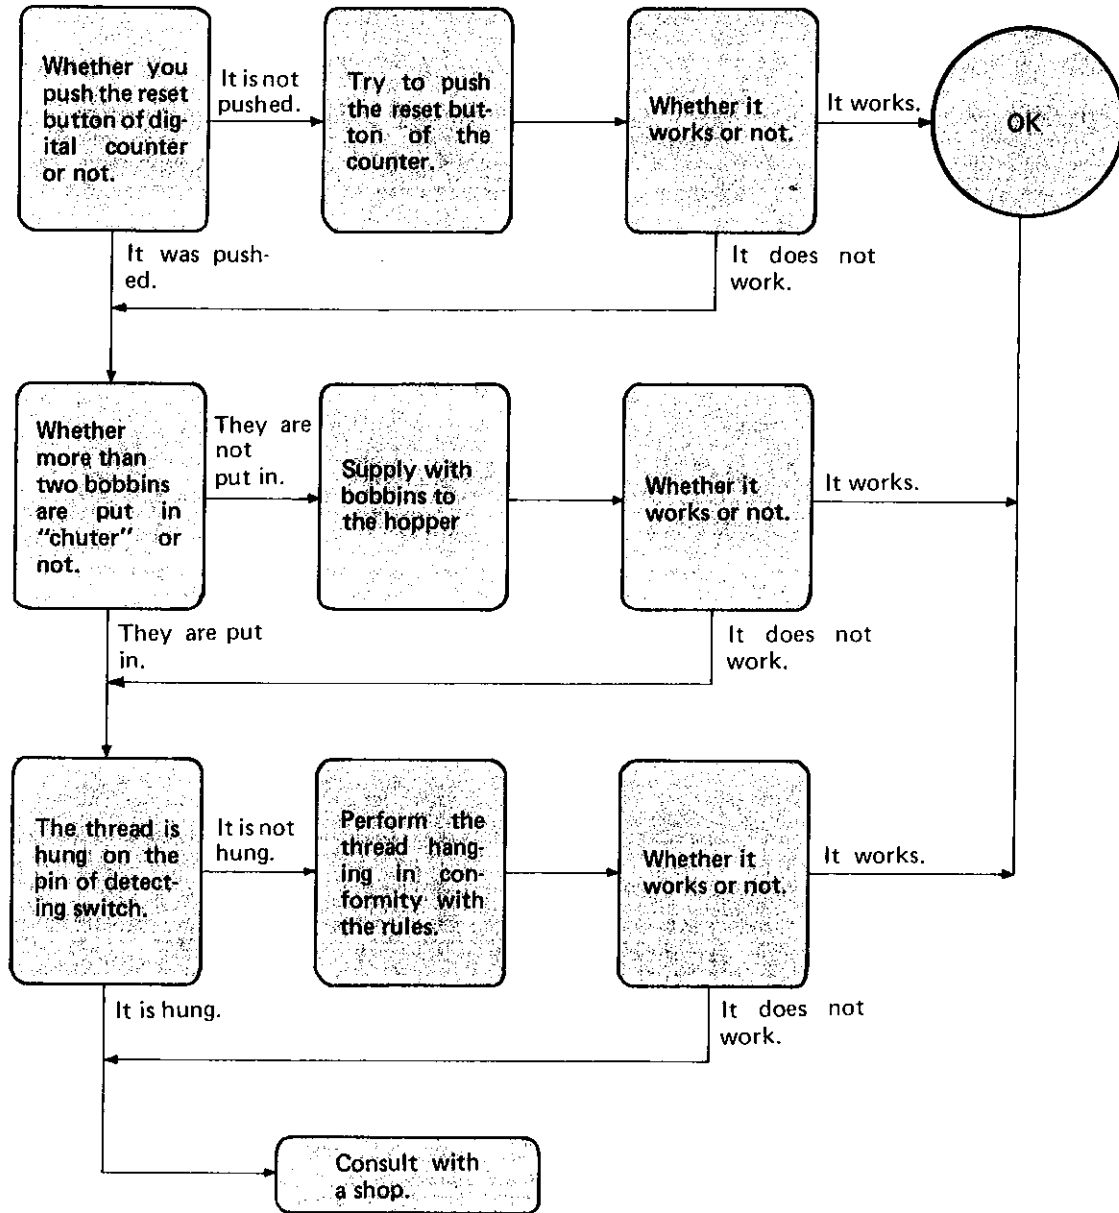 Whether you
push the reset
button of dig-
ital counter
or not.
It is not
pushed.
Try to push
the reset but-
ton of the
counter.
Whether it
works or not.
It works.
OK
It was push-
ed.
It does not
work.
Whether
more than
two bobbins
are put in
"chuter" or
not.
They are
not
put in.
Supply with
bobbins to
the hopper
Whether it
works or not.
It works.
They are put
in.
It does not
work.
The thread is
hung on the
pin of detect-
ing switch.
It is not
hung.
Perform the
thread hang-
ing in con-
formity with
the rules.
Whether it
works or not.
It works.
It is hung.
It does not
work.
Consult with
a shop.